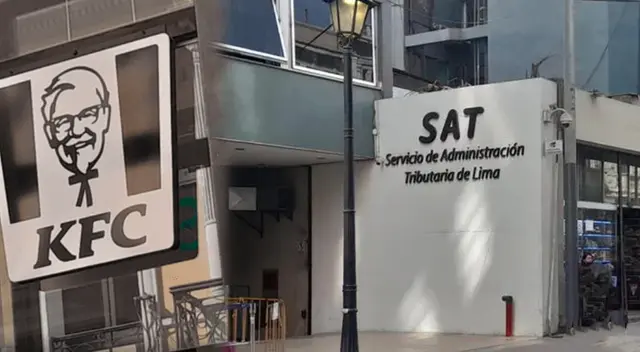 KFC
SAT
Servicio de Administración
Tributaria de Lima